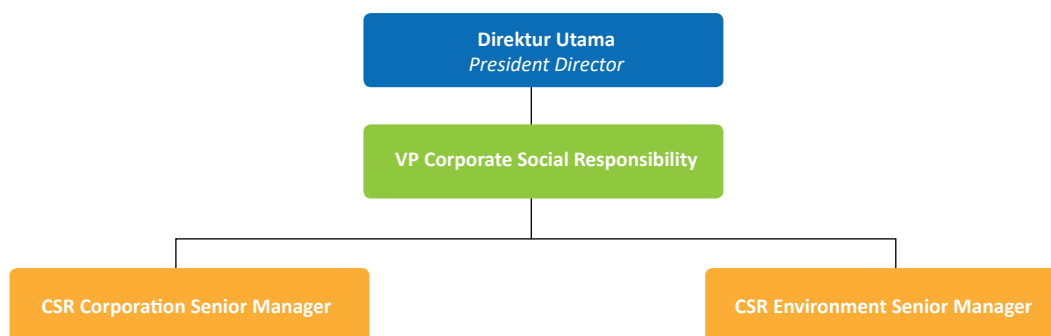 Direktur Utama
President Director
VP Corporate Social Responsibility
CSR Corporation Senior Manager
CSR Environment Senior Manager